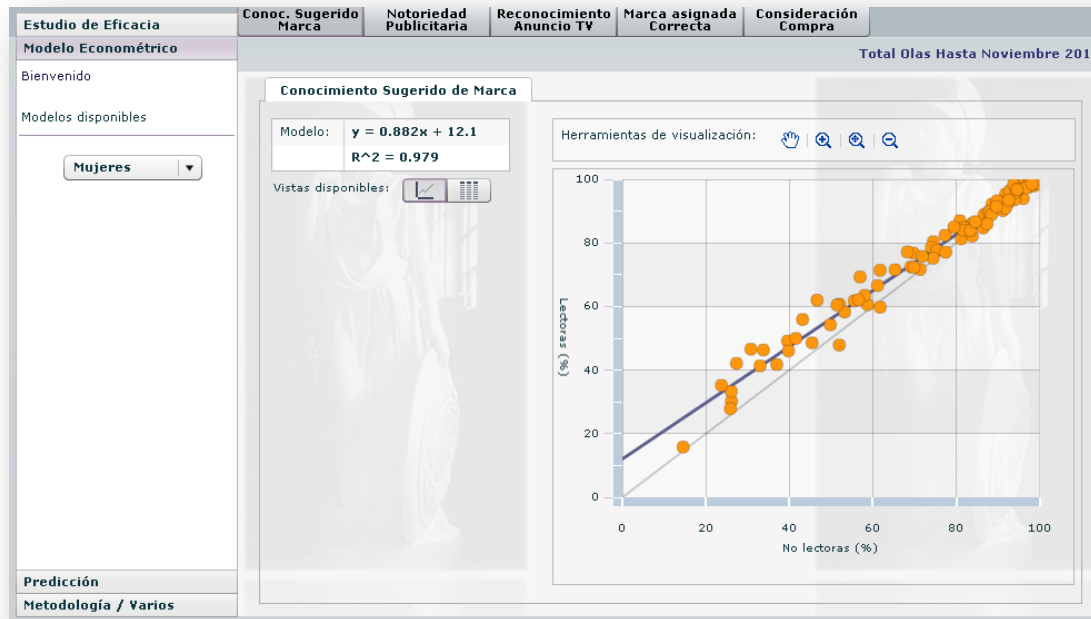 Estudio de Eficacia
Modelo Econométrico
Bienvenido
Modelos disponibles
Mujeres
Predicción
Metodología / Varios
Conoc. Sugerido
Marca
Notoriedad
Publicitaria
Reconocimiento
Anuncio TV
Marca asignada
Correcta
Consideración
Compra
Total Olas Hasta Noviembre 201
Conocimiento Sugerido de Marca
Modelo: y = 0.882x + 12.1
R^2 = 0.979
Vistas disponibles:
Herramientas de visualización:
100
80
60
40
20
0
Lectoras (%)
0 20 40 60 80 100
No lectoras (%)